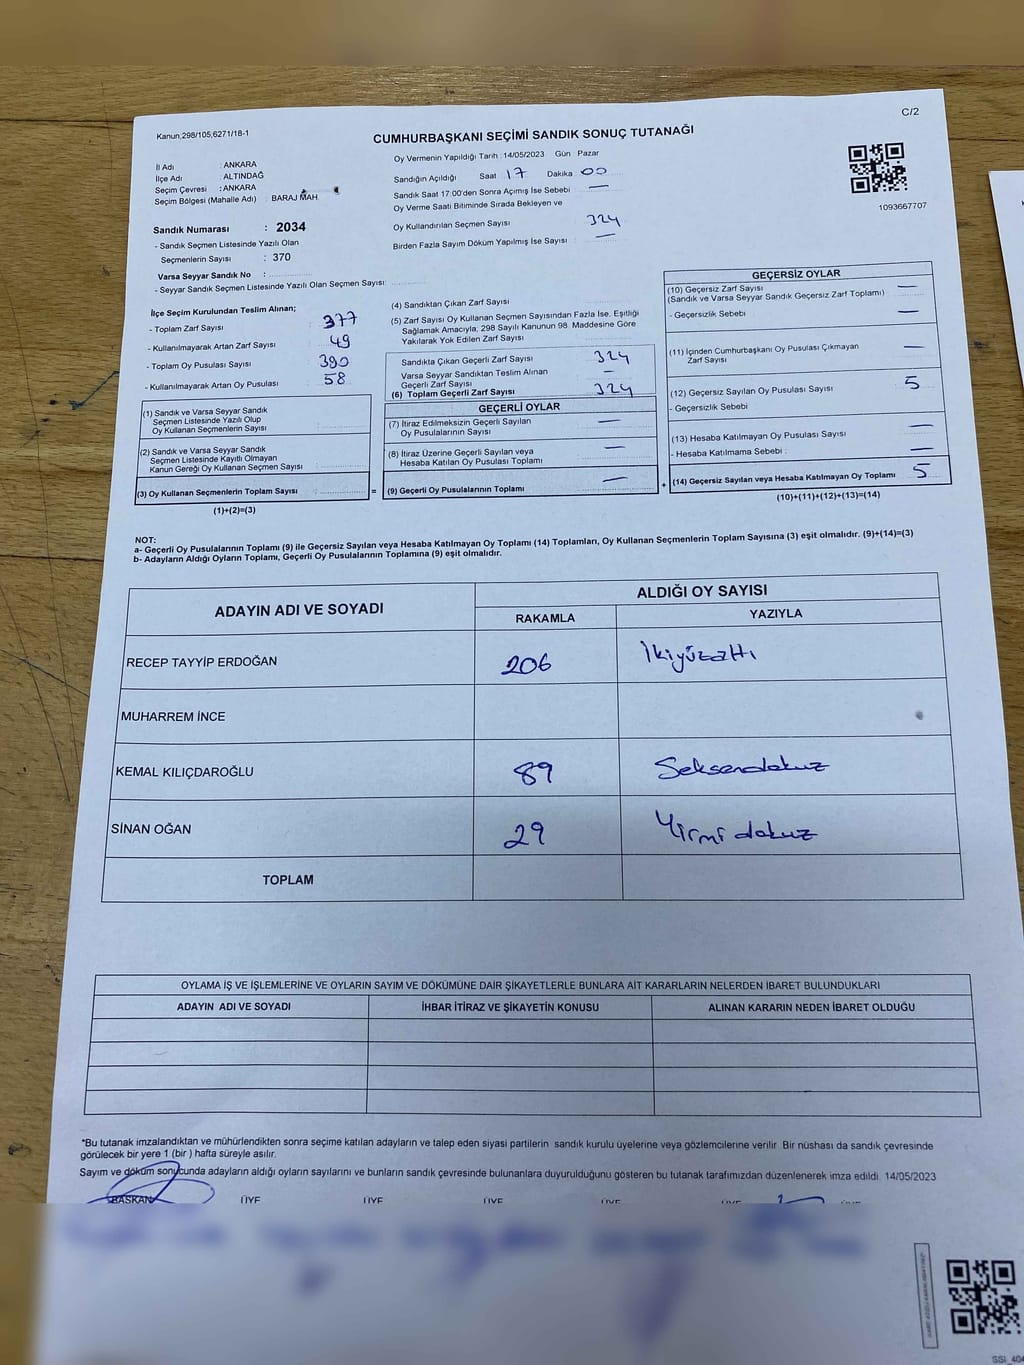 C/2
Kanun,298/105,6271/18-1
CUMHURBAŞKANI SEÇİMİ SANDIK SONUÇ TUTANAĞI
İl Adı : ANKARA
İlçe Adı : ALTINDAĞ
Seçim Çevresi : ANKARA
Seçim Bölgesi (Mahalle Adı) BARAJ MAH.
Sandık Numarası : 2034
- Sandık Seçmen Listesinde Yazılı Olan
Seçmenlerin Sayısı : 370
Varsa Seyyar Sandık No :
- Seyyar Sandık Seçmen Listesinde Yazılı Olan Seçmen Sayısı:
Oy Vermenin Yapıldığı Tarih :14/05/2023 Gün Pazar
Sandığın Açıldığı Saat 17 Dakika 00
Sandık Saat 17:00'den Sonra Açımış İse Sebebi —
Oy Verme Saati Bitiminde Sırada Bekleyen ve
Oy Kullandırılan Seçmen Sayısı 324
Birden Fazla Sayım Döküm Yapılmış İse Sayısı —
1093667707
İlçe Seçim Kurulundan Teslim Alınan;
- Toplam Zarf Sayısı 377
- Kullanılmayarak Artan Zarf Sayısı 49
- Toplam Oy Pusulası Sayısı 390
- Kullanılmayarak Artan Oy Pusulası 58
(1) Sandık ve Varsa Seyyar Sandık
Seçmen Listesinde Yazılı Olup
Oy Kullanan Seçmenlerin Sayısı
(2) Sandık ve Varsa Seyyar Sandık
Seçmen Listesinde Kayıtlı Olmayan
Kanun Gereği Oy Kullanan Seçmen Sayısı
(3) Oy Kullanan Seçmenlerin Toplam Sayısı =
(1)+(2)=(3)
(4) Sandıktan Çıkan Zarf Sayısı
(5) Zarf Sayısı Oy Kullanan Seçmen Sayısından Fazla İse, Eşitliği
Sağlamak Amacıyla, 298 Sayılı Kanunun 98. Maddesine Göre
Yakılarak Yok Edilen Zarf Sayısı
Sandıkta Çıkan Geçerli Zarf Sayısı 324
Varsa Seyyar Sandıktan Teslim Alınan
Geçerli Zarf Sayısı —
(6) Toplam Geçerli Zarf Sayısı 324
GEÇERLİ OYLAR
(7) İtiraz Edilmeksizin Geçerli Sayılan
Oy Pusulalarının Sayısı —
(8) İtiraz Üzerine Geçerli Sayılan veya
Hesaba Katılan Oy Pusulası Toplamı —
(9) Geçerli Oy Pusulalarının Toplamı — +
GEÇERSİZ OYLAR
(10) Geçersiz Zarf Sayısı —
(Sandık ve Varsa Seyyar Sandık Geçersiz Zarf Toplamı)
- Geçersizlik Sebebi —
(11) İçinden Cumhurbaşkanı Oy Pusulası Çıkmayan
Zarf Sayısı —
(12) Geçersiz Sayılan Oy Pusulası Sayısı 5
- Geçersizlik Sebebi
(13) Hesaba Katılmayan Oy Pusulası Sayısı —
- Hesaba Katılmama Sebebi : —
(14) Geçersiz Sayılan veya Hesaba Katılmayan Oy Toplamı 5
(10)+(11)+(12)+(13)=(14)
NOT:
a- Geçerli Oy Pusulalarının Toplamı (9) ile Geçersiz Sayılan veya Hesaba Katılmayan Oy Toplamı (14) Toplamları, Oy Kullanan Seçmenlerin Toplam Sayısına (3) eşit olmalıdır. (9)+(14)=(3)
b- Adayların Aldığı Oyların Toplamı, Geçerli Oy Pusulalarının Toplamına (9) eşit olmalıdır.
ADAYIN ADI VE SOYADI ALDIĞI OY SAYISI
RAKAMLA YAZIYLA
RECEP TAYYİP ERDOĞAN 206 İkiyüzaltı
MUHARREM İNCE
KEMAL KILIÇDAROĞLU 89 Seksendokuz
SİNAN OĞAN 29 Yirmi dokuz
TOPLAM
OYLAMA İŞ VE İŞLEMLERİNE VE OYLARIN SAYIM VE DÖKÜMÜNE DAİR ŞİKAYETLERLE BUNLARA AİT KARARLARIN NELERDEN İBARET BULUNDUKLARI
ADAYIN ADI VE SOYADI İHBAR İTİRAZ VE ŞİKAYETİN KONUSU ALINAN KARARIN NEDEN İBARET OLDUĞU
*Bu tutanak imzalandıktan ve mühürlendikten sonra seçime katılan adayların ve talep eden siyasi partilerin sandık kurulu üyelerine veya gözlemcilerine verilir. Bir nüshası da sandık çevresinde
görülecek bir yere 1 (bir ) hafta süreyle asılır.
Sayım ve döküm sonucunda adayların aldığı oyların sayılarını ve bunların sandık çevresinde bulunanlara duyurulduğunu gösteren bu tutanak tarafımızdan düzenlenerek imza edildi. 14/05/2023
BAŞKAN ÜYE ÜYE ÜYE ÜYE ÜYE ÜYE